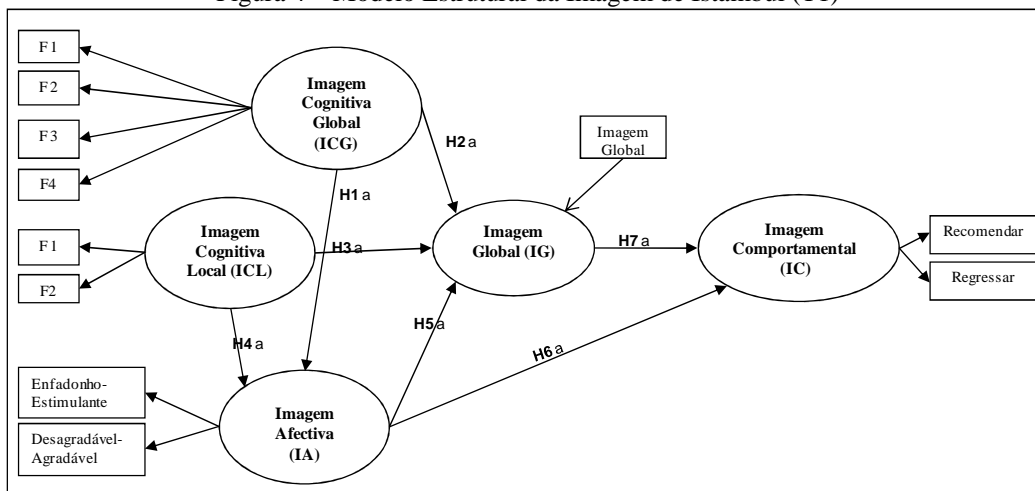 Figura 4 – Modelo Estrutural da Imagem de Istambul (T1)
F1
F2
F3
F4
Imagem
Cognitiva
Global
(ICG)
H2a
Imagem
Global
H1a
F1
F2
Imagem
Cognitiva
Local (ICL)
H3a
Imagem
Global (IG)
H7a
Imagem
Comportamental
(IC)
Recomendar
Regressar
H4a
H5a
H6a
Enfadonho-
Estimulante
Desagradável-
Agradável
Imagem
Afectiva
(IA)